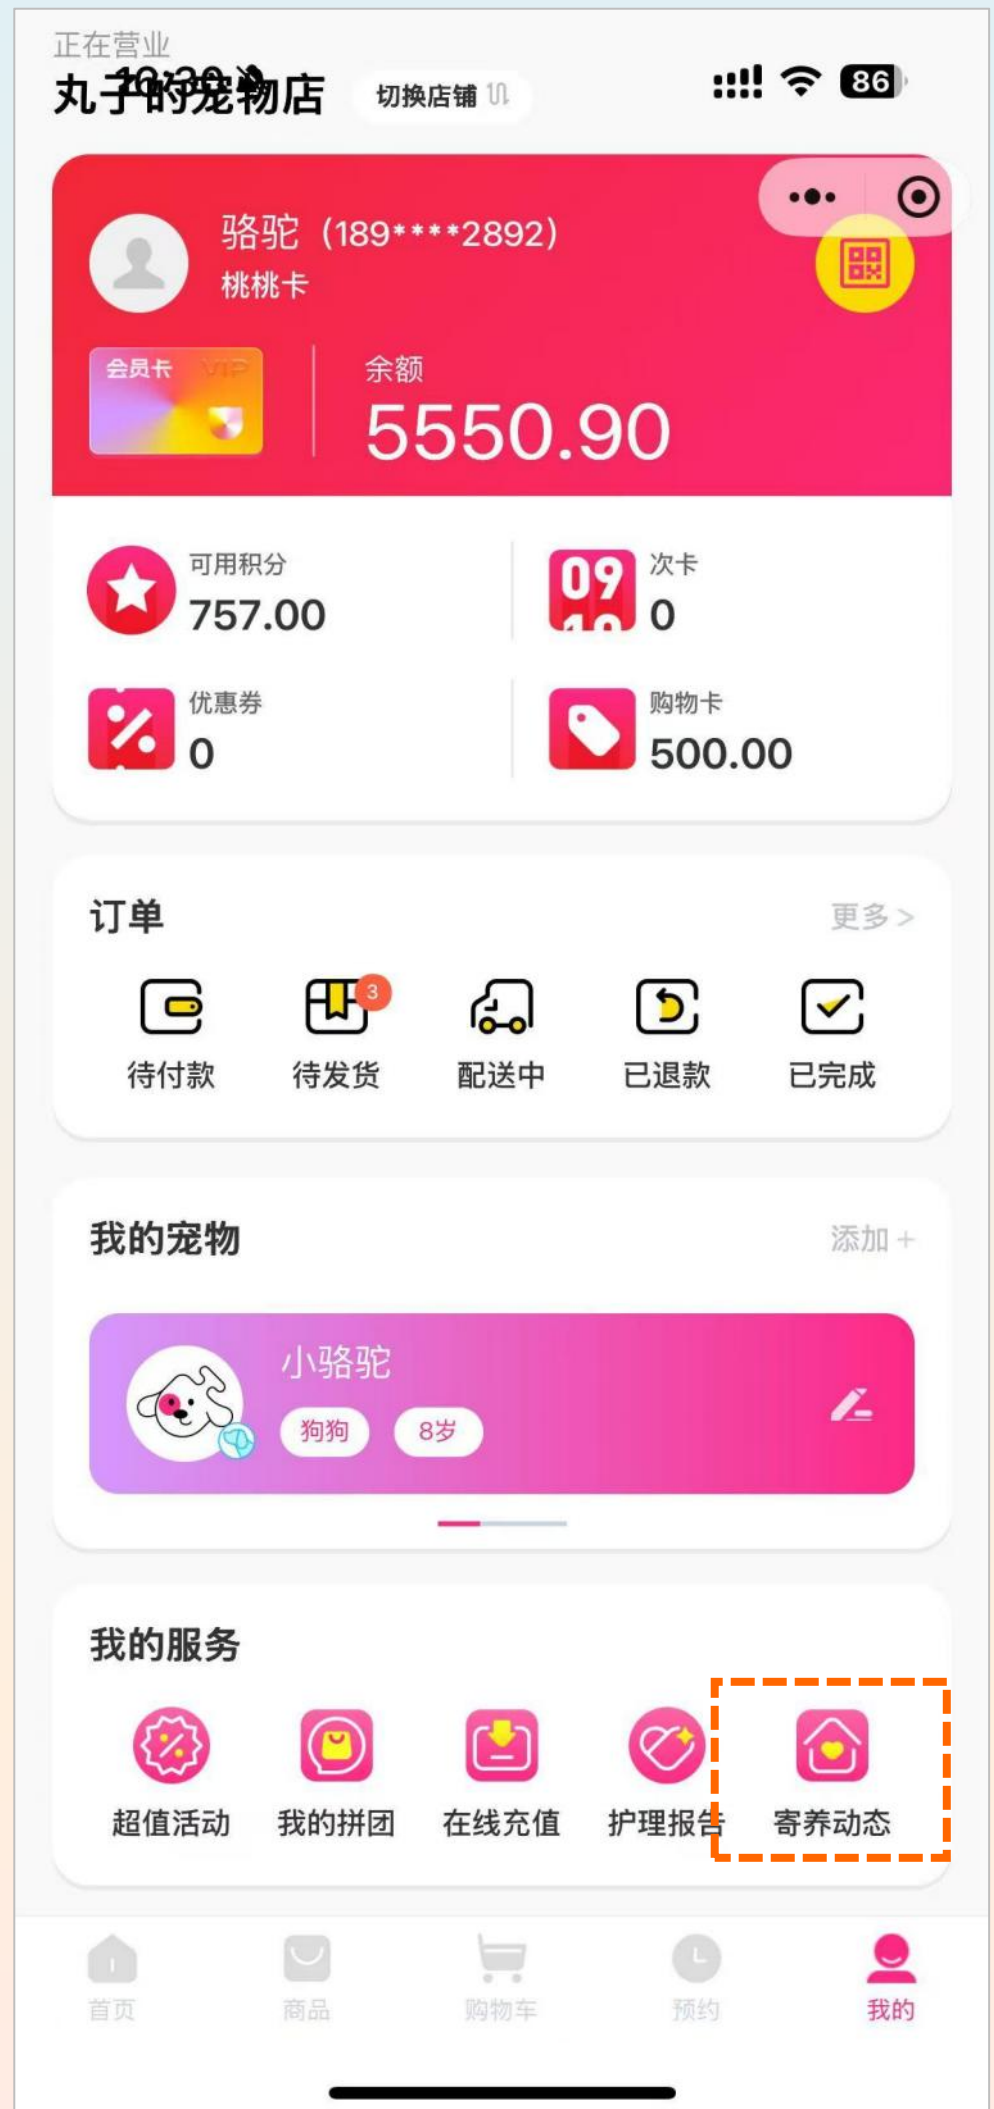 正在营业
丸子的宠物店
切换店铺
86
骆驼（189****2892）
桃桃卡
会员卡 VIP
余额
5550.90
可用积分
757.00
09
10
次卡
0
优惠券
0
购物卡
500.00
订单
更多 >
3
待付款 待发货 配送中 已退款 已完成
我的宠物
添加 +
小骆驼
狗狗 8岁
我的服务
超值活动 我的拼团 在线充值 护理报告 寄养动态
首页 商品 购物车 预约 我的